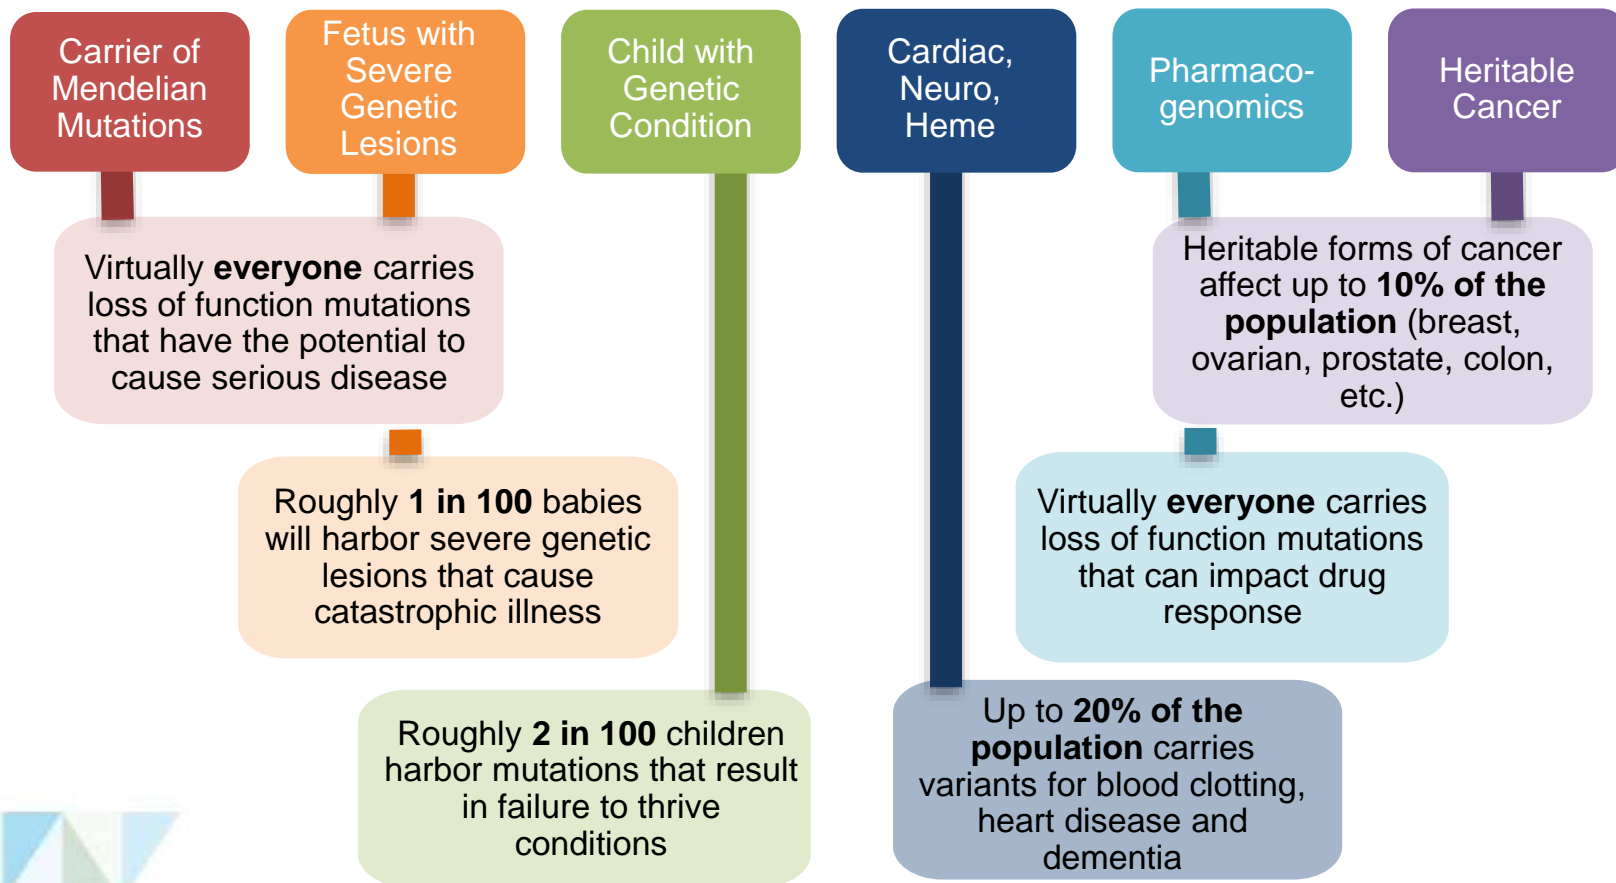 Carrier of
Mendelian
Mutations
Fetus with
Severe
Genetic
Lesions
Child with
Genetic
Condition
Cardiac,
Neuro,
Heme
Pharmaco-
genomics
Heritable
Cancer
Virtually everyone carries
loss of function mutations
that have the potential to
cause serious disease
Heritable forms of cancer
affect up to 10% of the
population (breast,
ovarian, prostate, colon,
etc.)
Roughly 1 in 100 babies
will harbor severe genetic
lesions that cause
catastrophic illness
Virtually everyone carries
loss of function mutations
that can impact drug
response
Roughly 2 in 100 children
harbor mutations that result
in failure to thrive
conditions
Up to 20% of the
population carries
variants for blood clotting,
heart disease and
dementia